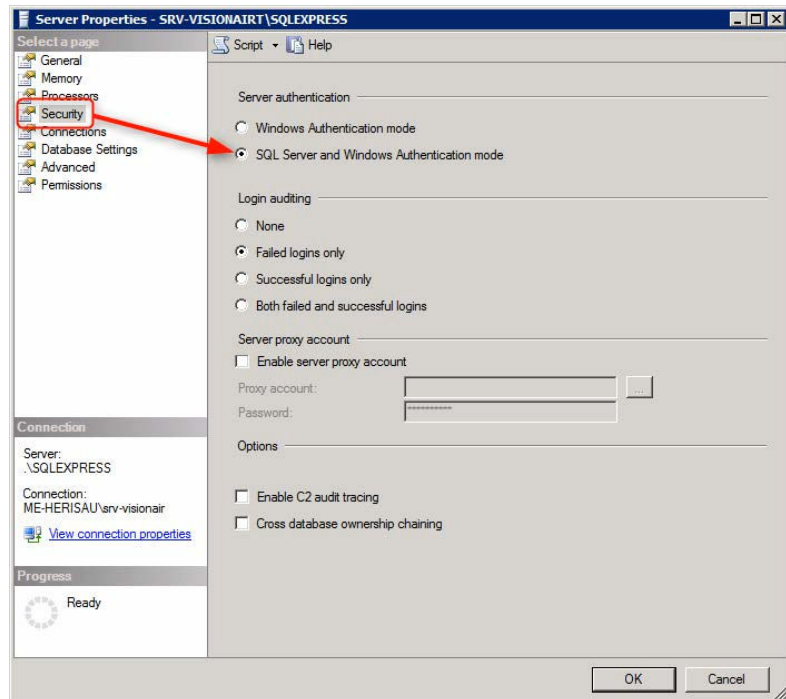 Server Properties - SRV-VISIONAIRT\SQLEXPRESS
Select a page
General
Memory
Processors
Security
Connections
Database Settings
Advanced
Permissions
Script
Help
Server authentication
Windows Authentication mode
SQL Server and Windows Authentication mode
Login auditing
None
Failed logins only
Successful logins only
Both failed and successful logins
Server proxy account
Enable server proxy account
Proxy account:
...
Password:
**********
Options
Enable C2 audit tracing
Cross database ownership chaining
Connection
Server:
.\SQLEXPRESS
Connection:
ME-HERISAU\srv-visionair
View connection properties
Progress
Ready
OK
Cancel